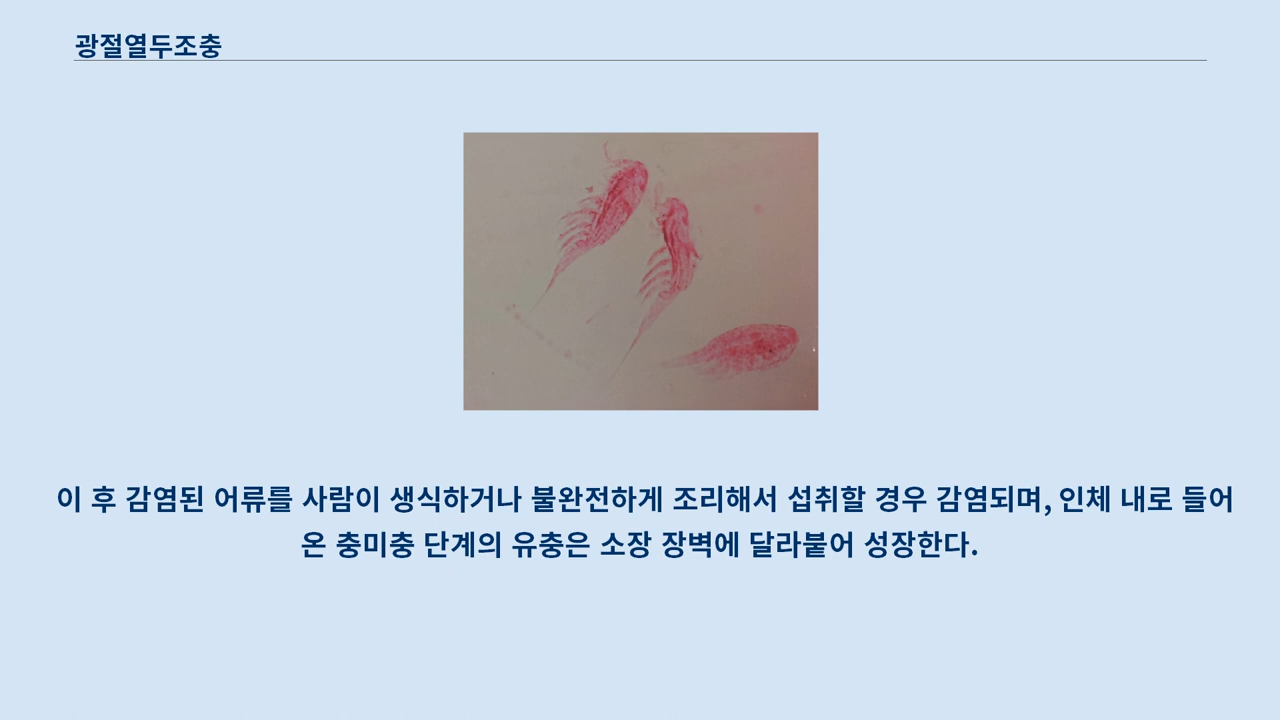 광절열두조충
이 후 감염된 어류를 사람이 생식하거나 불완전하게 조리해서 섭취할 경우 감염되며, 인체 내로 들어
온 충미충 단계의 유충은 소장 장벽에 달라붙어 성장한다.